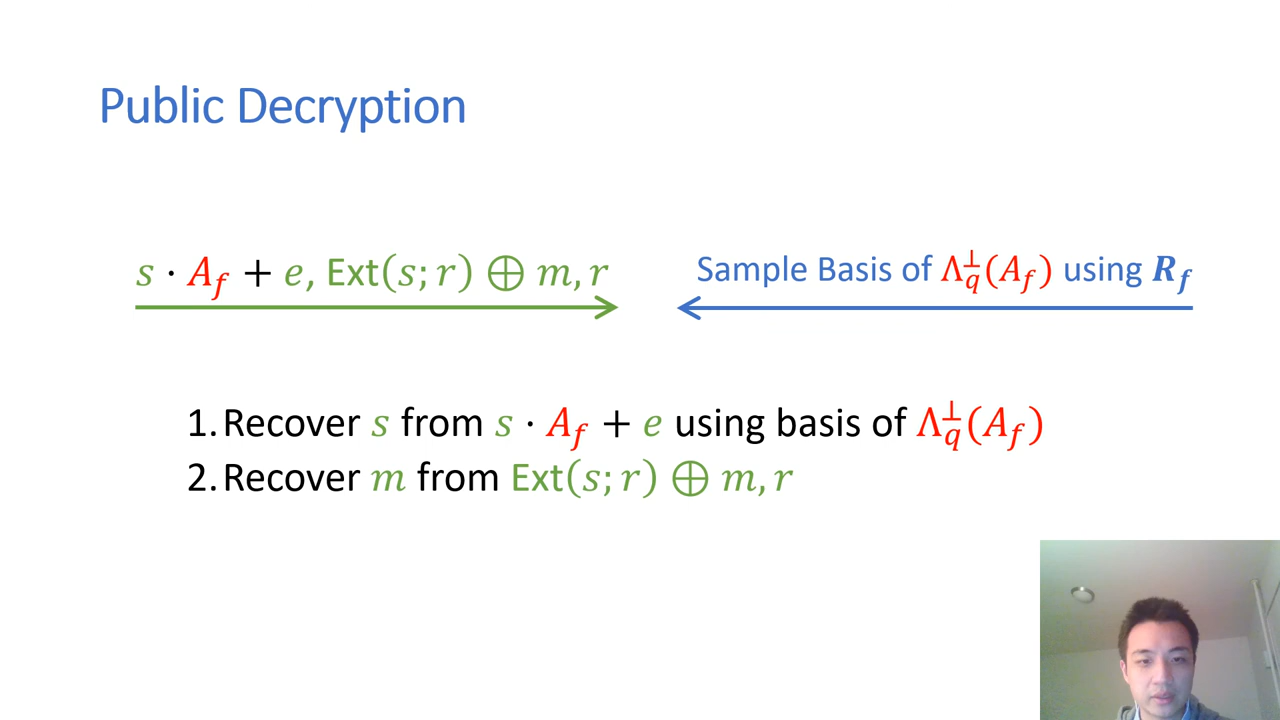 Public Decryption
s · A_f + e, Ext(s; r) ⊕ m, r
Sample Basis of Λ_q^⊥(A_f) using R_f
1. Recover s from s · A_f + e using basis of Λ_q^⊥(A_f)
2. Recover m from Ext(s; r) ⊕ m, r